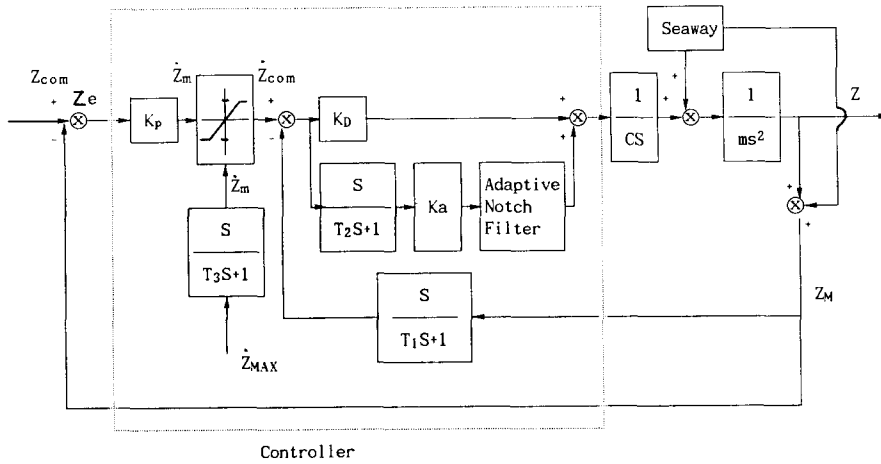 Seaway
Zcom
+
Ze
−
Żm
Żcom
+
−
Kp
KD
+
+
1
CS
+
+
1
ms²
Z
Żm
S
T₂S+1
Ka
Adaptive
Notch
Filter
+
+
S
T₃S+1
S
T₁S+1
ZM
ŻMAX
Controller